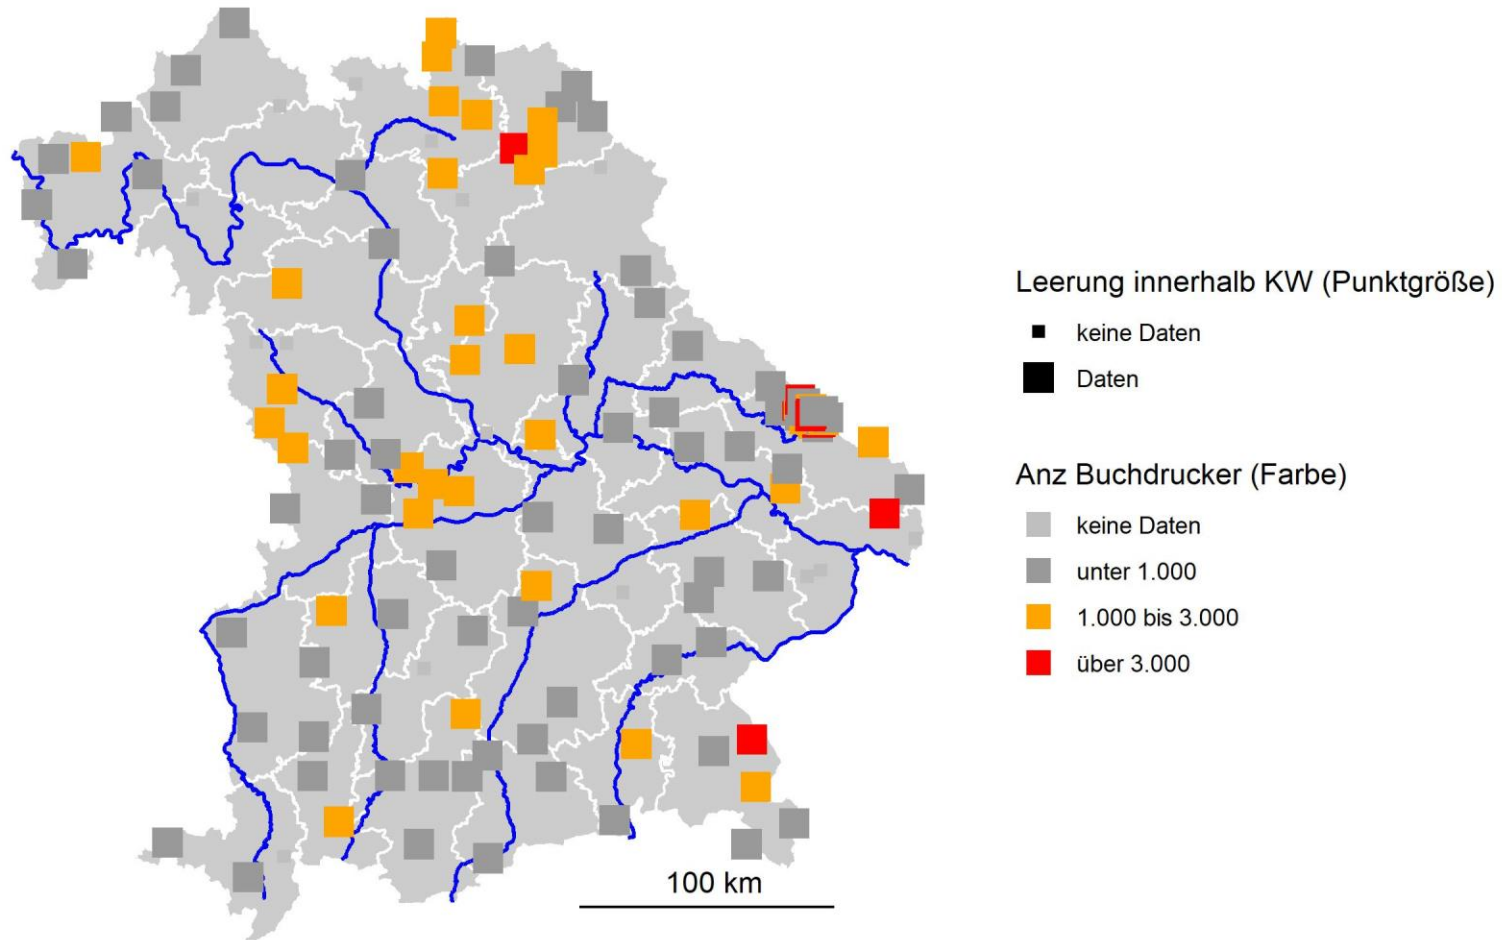 Leerung innerhalb KW (Punktgröße)
keine Daten
Daten
Anz Buchdrucker (Farbe)
keine Daten
unter 1.000
1.000 bis 3.000
über 3.000
100 km